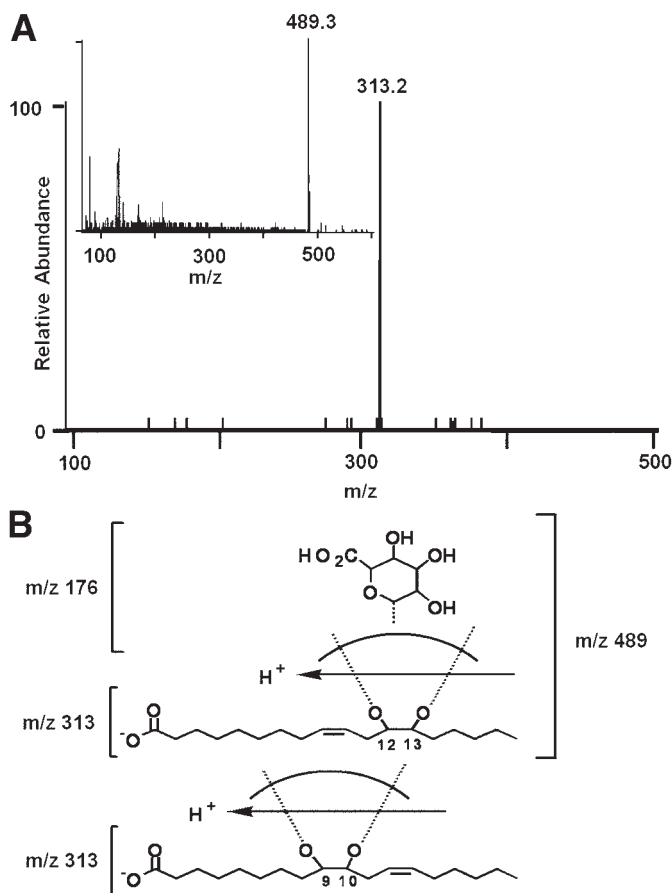 A
489.3
313.2
100
Relative Abundance
100 300 500
m/z
0
100 300 500
m/z
B
m/z 176
HO2C
OH
OH
O
OH
m/z 489
H+
m/z 313
O
-O
O O
12 13
H+
m/z 313
O
-O
O O
9 10